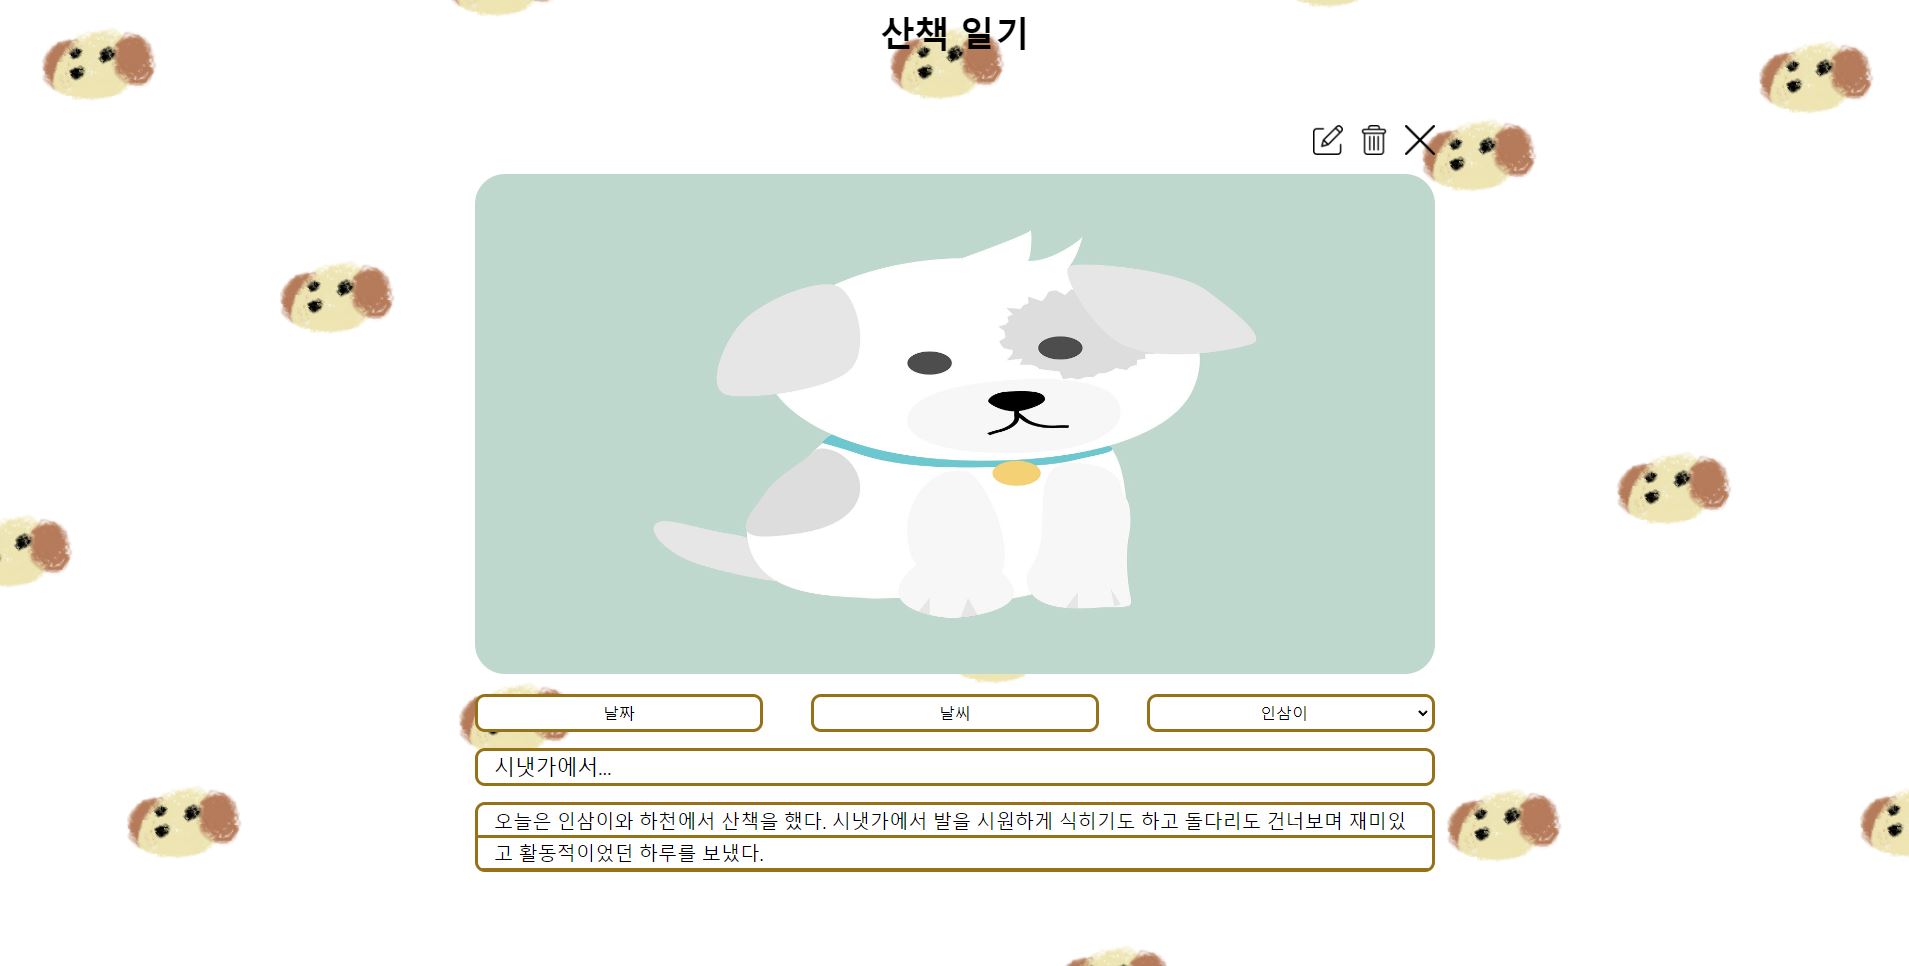 산책 일기
날짜
날씨
인삼이
시냇가에서...
오늘은 인삼이와 하천에서 산책을 했다. 시냇가에서 발을 시원하게 식히기도 하고 돌다리도 건너보며 재미있
고 활동적이었던 하루를 보냈다.